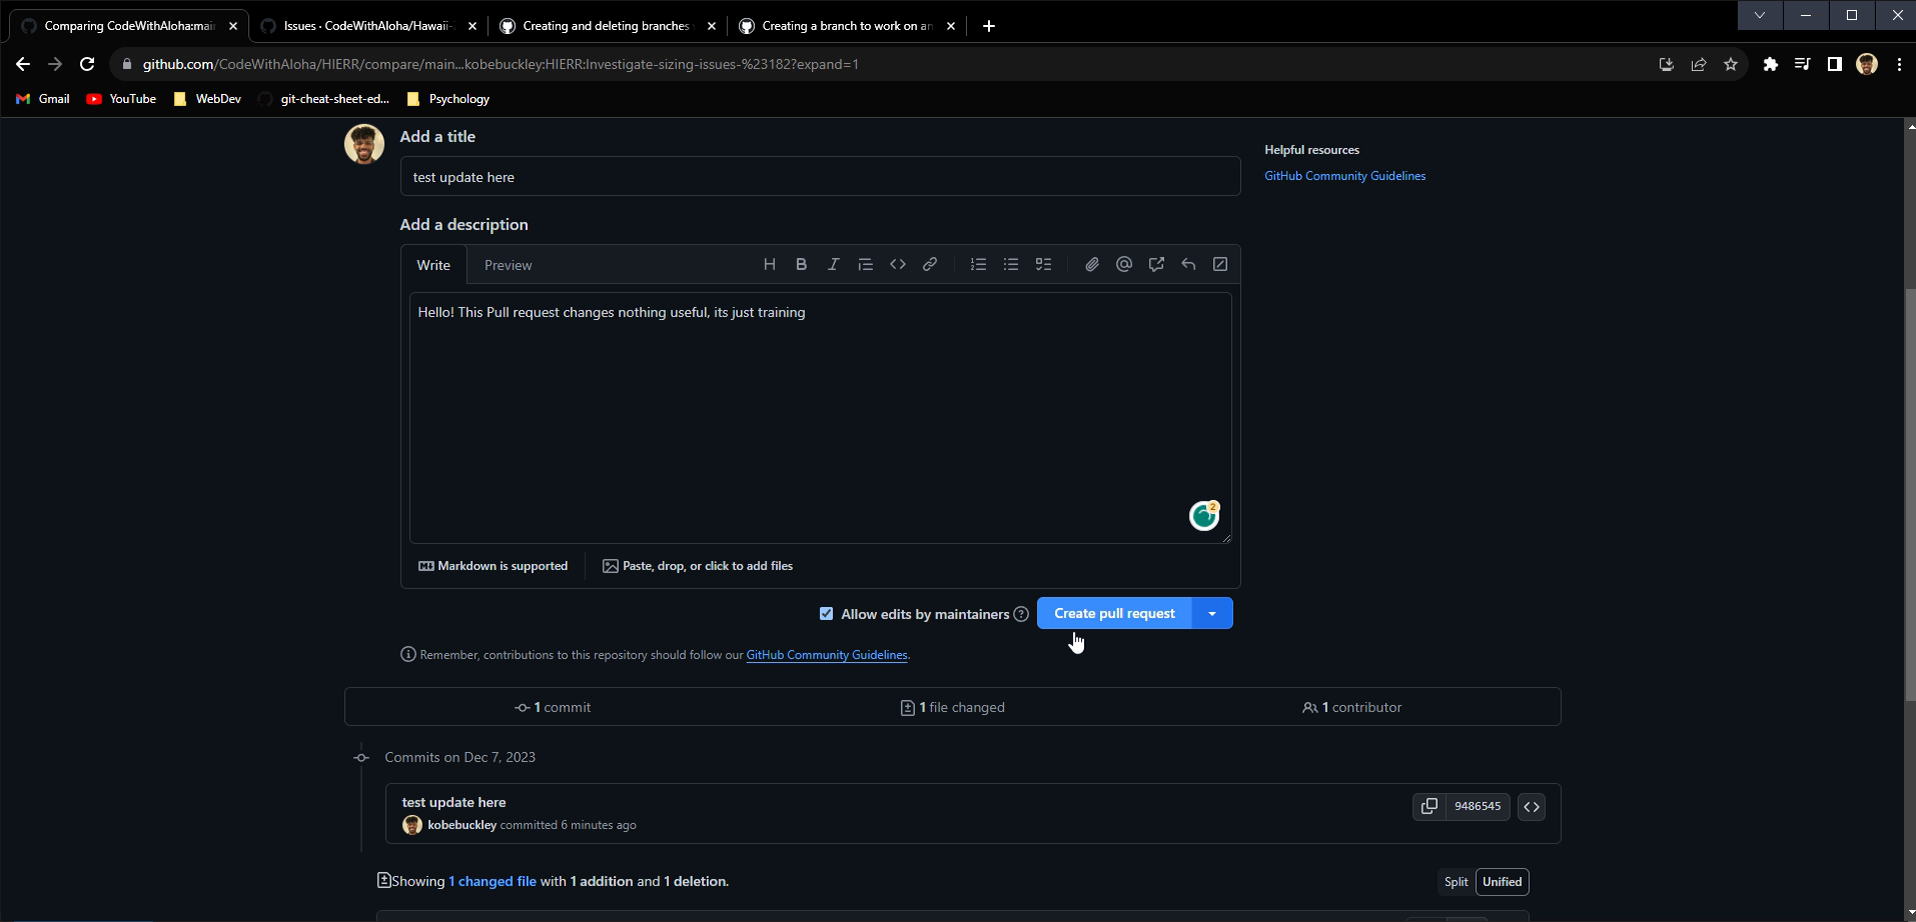 Comparing CodeWithAloha:mai
Issues · CodeWithAloha/Hawaii-
Creating and deleting branches
Creating a branch to work on an
github.com/CodeWithAloha/HIERR/compare/main...kobebuckley:HIERR:Investigate-sizing-issues-%23182?expand=1
Gmail YouTube WebDev git-cheat-sheet-ed... Psychology
Add a title
Helpful resources
test update here
GitHub Community Guidelines
Add a description
Write Preview
Hello! This Pull request changes nothing useful, its just training
2
Markdown is supported
Paste, drop, or click to add files
Allow edits by maintainers
Create pull request
Remember, contributions to this repository should follow our GitHub Community Guidelines.
1 commit
1 file changed
1 contributor
Commits on Dec 7, 2023
test update here
9486545
kobebuckley committed 6 minutes ago
Showing 1 changed file with 1 addition and 1 deletion.
Split Unified